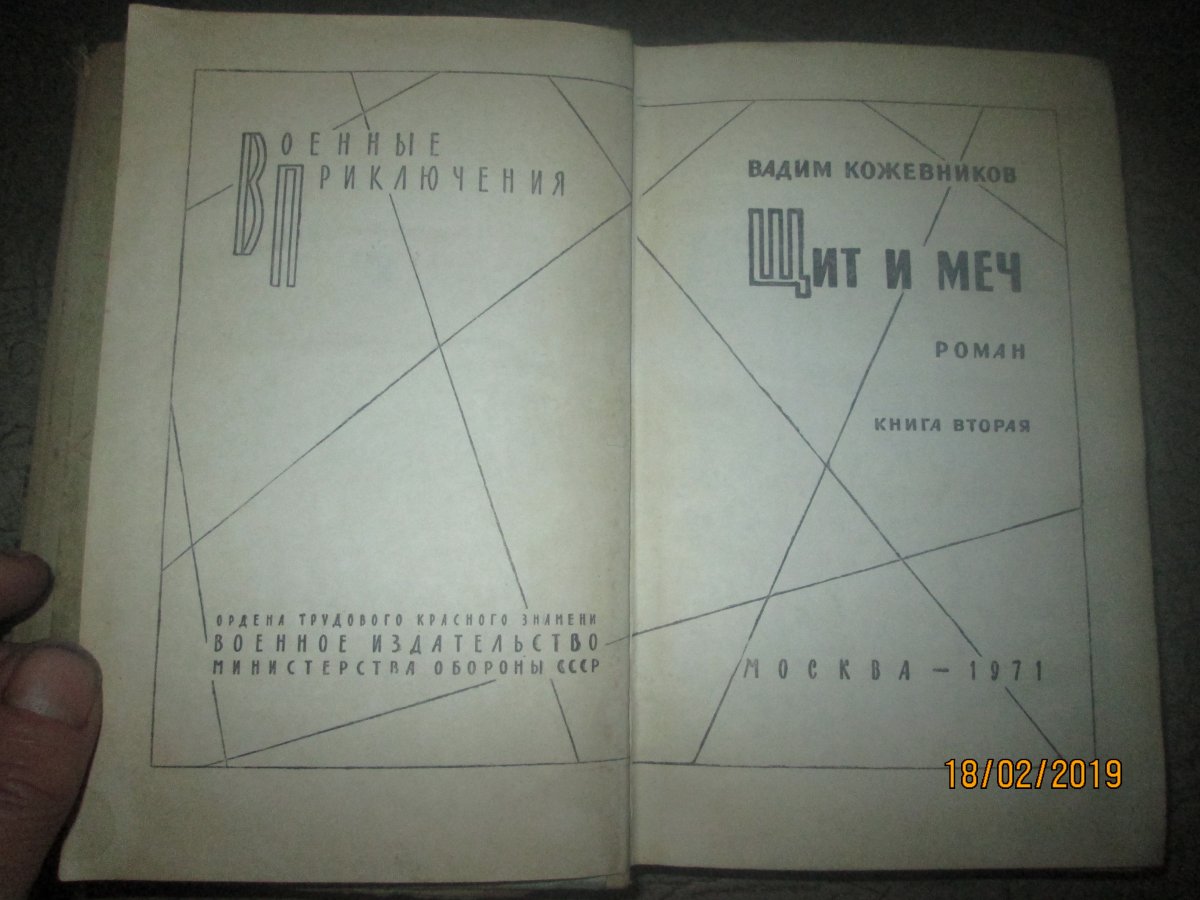 ВОЕННЫЕ
ПРИКЛЮЧЕНИЯ
ОРДЕНА ТРУДОВОГО КРАСНОГО ЗНАМЕНИ
ВОЕННОЕ ИЗДАТЕЛЬСТВО
МИНИСТЕРСТВА ОБОРОНЫ СССР
ВАДИМ КОЖЕВНИКОВ
ЩИТ И МЕЧ
РОМАН
КНИГА ВТОРАЯ
МОСКВА — 1971
18/02/2019